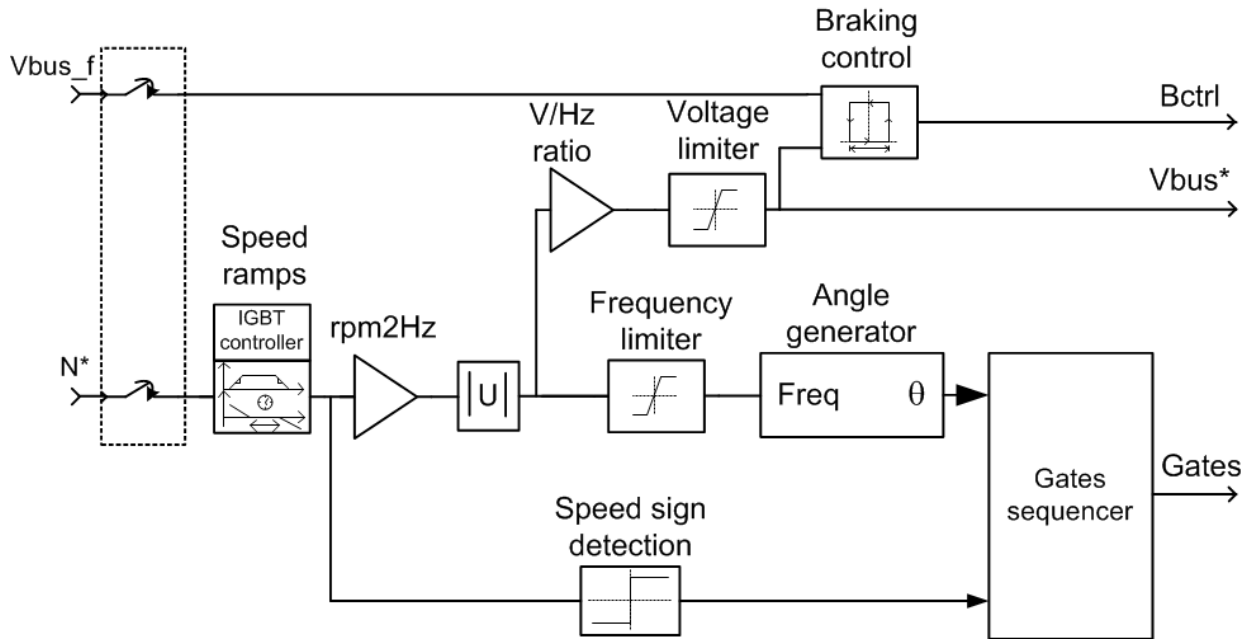 Braking
control
Vbus_f
Bctrl
V/Hz
ratio
Voltage
limiter
Vbus*
Speed
ramps
IGBT
controller
rpm2Hz
Frequency
limiter
Angle
generator
N*
|U|
Freq
θ
Gates
sequencer
Gates
Speed sign
detection